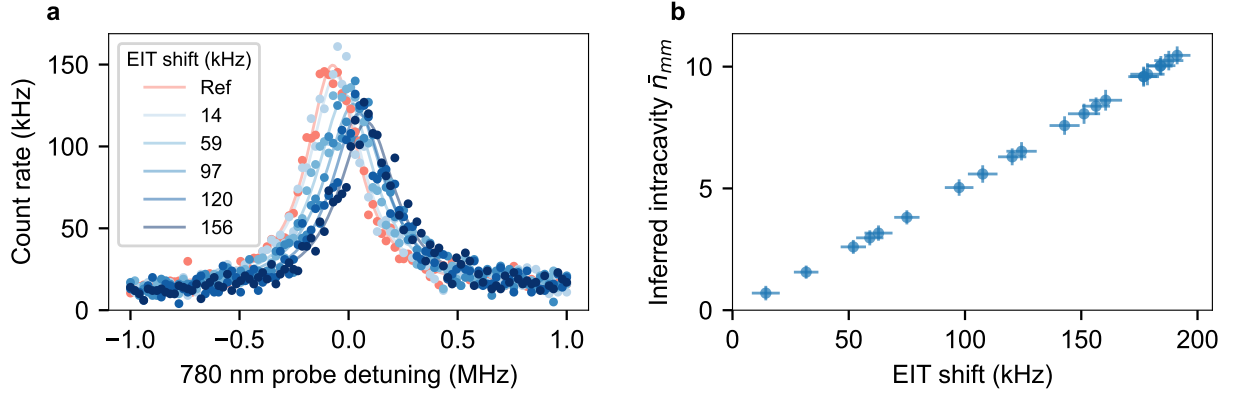 a
Count rate (kHz)
150
100
50
0
EIT shift (kHz)
Ref
14
59
97
120
156
−1.0
−0.5
0.0
0.5
1.0
780 nm probe detuning (MHz)
b
Inferred intracavity n̄mm
10
5
0
0
50
100
150
200
EIT shift (kHz)